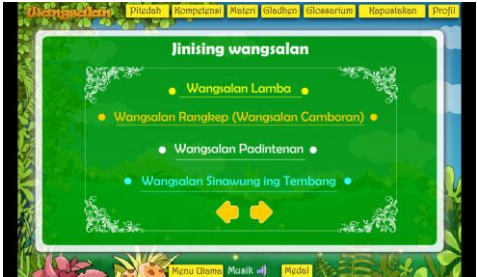 Wangsalan Pitedah Kompetensi Materi Gladhen Glossarium Kapustakan Profil
Jinising wangsalan
Wangsalan Lamba
Wangsalan Rangkep (Wangsalan Camboran)
Wangsalan Padintenan
Wangsalan Sinawung ing Tembang
Menu Utama Musik Medal